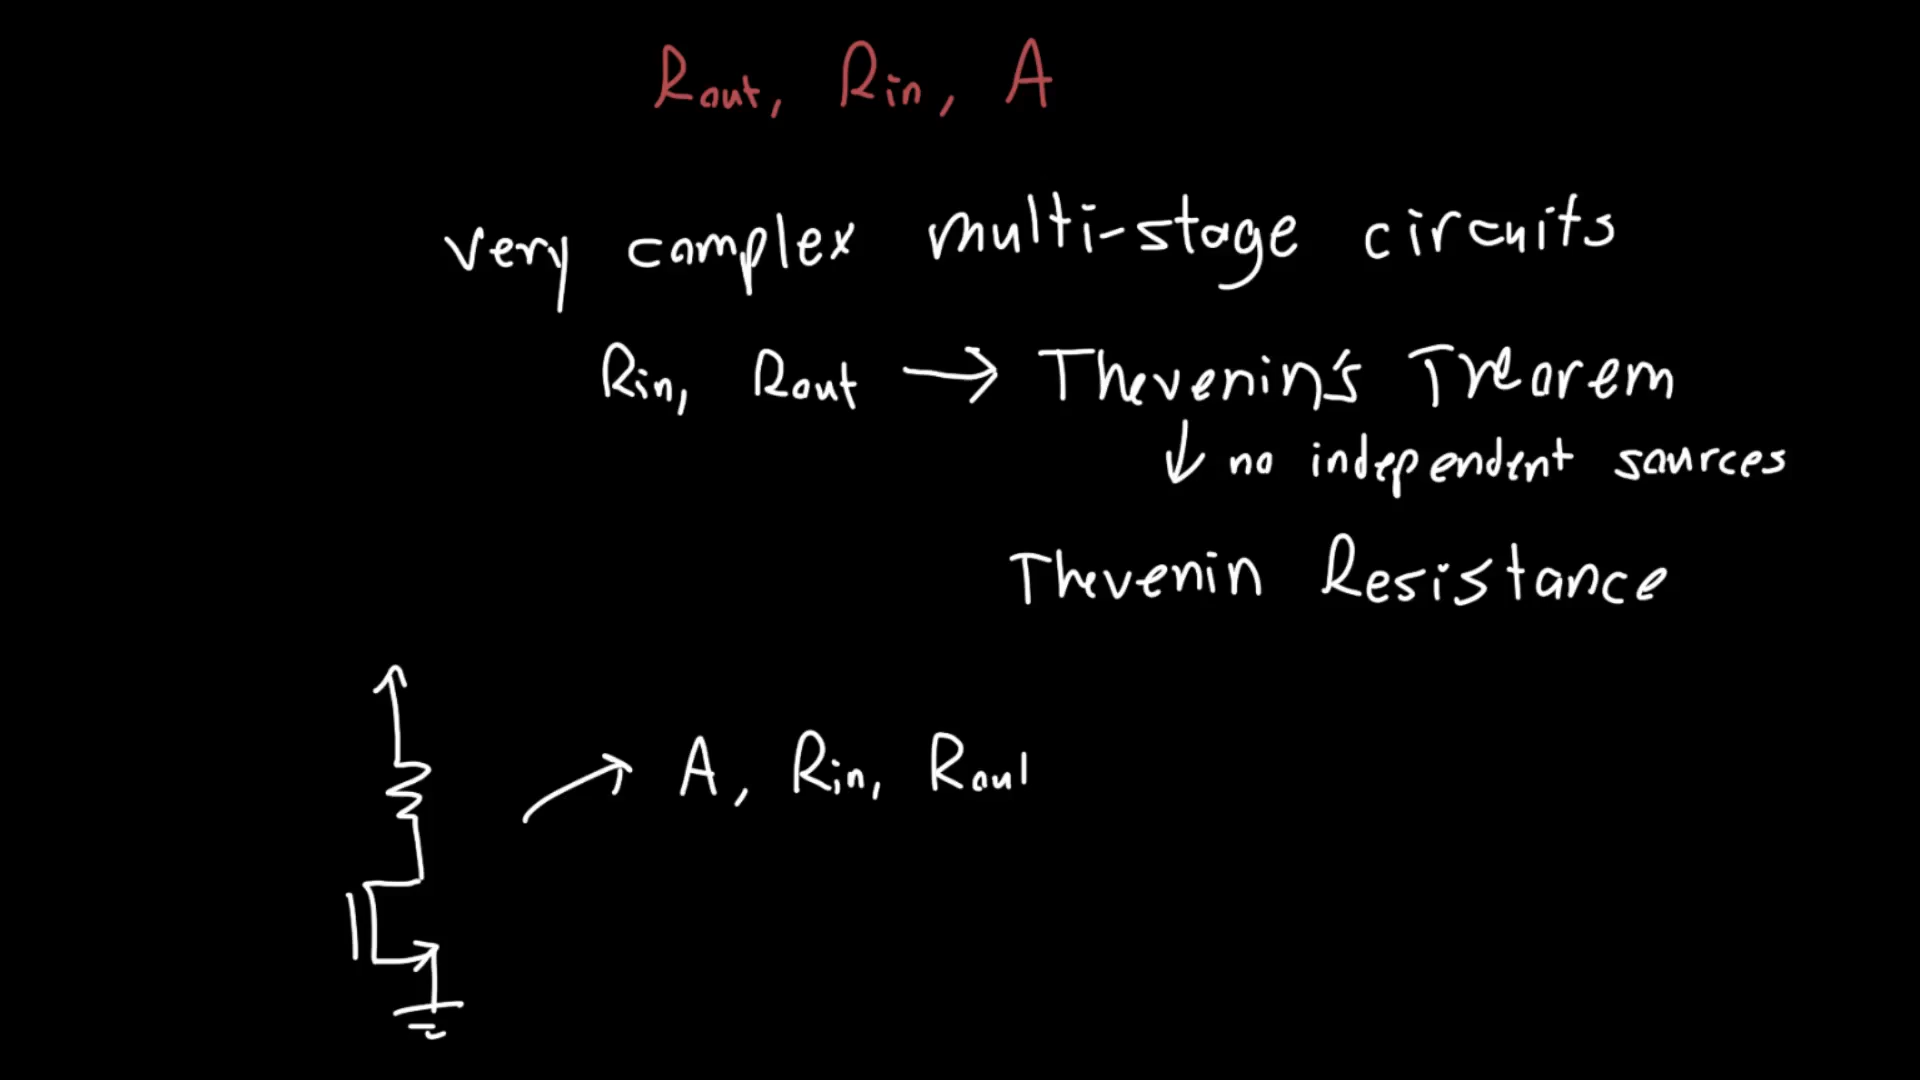 Rout, Rin, A
very complex multi-stage circuits
Rin, Rout → Thevenin's Theorem
↓ no independent sources
Thevenin Resistance
A, Rin, Rout